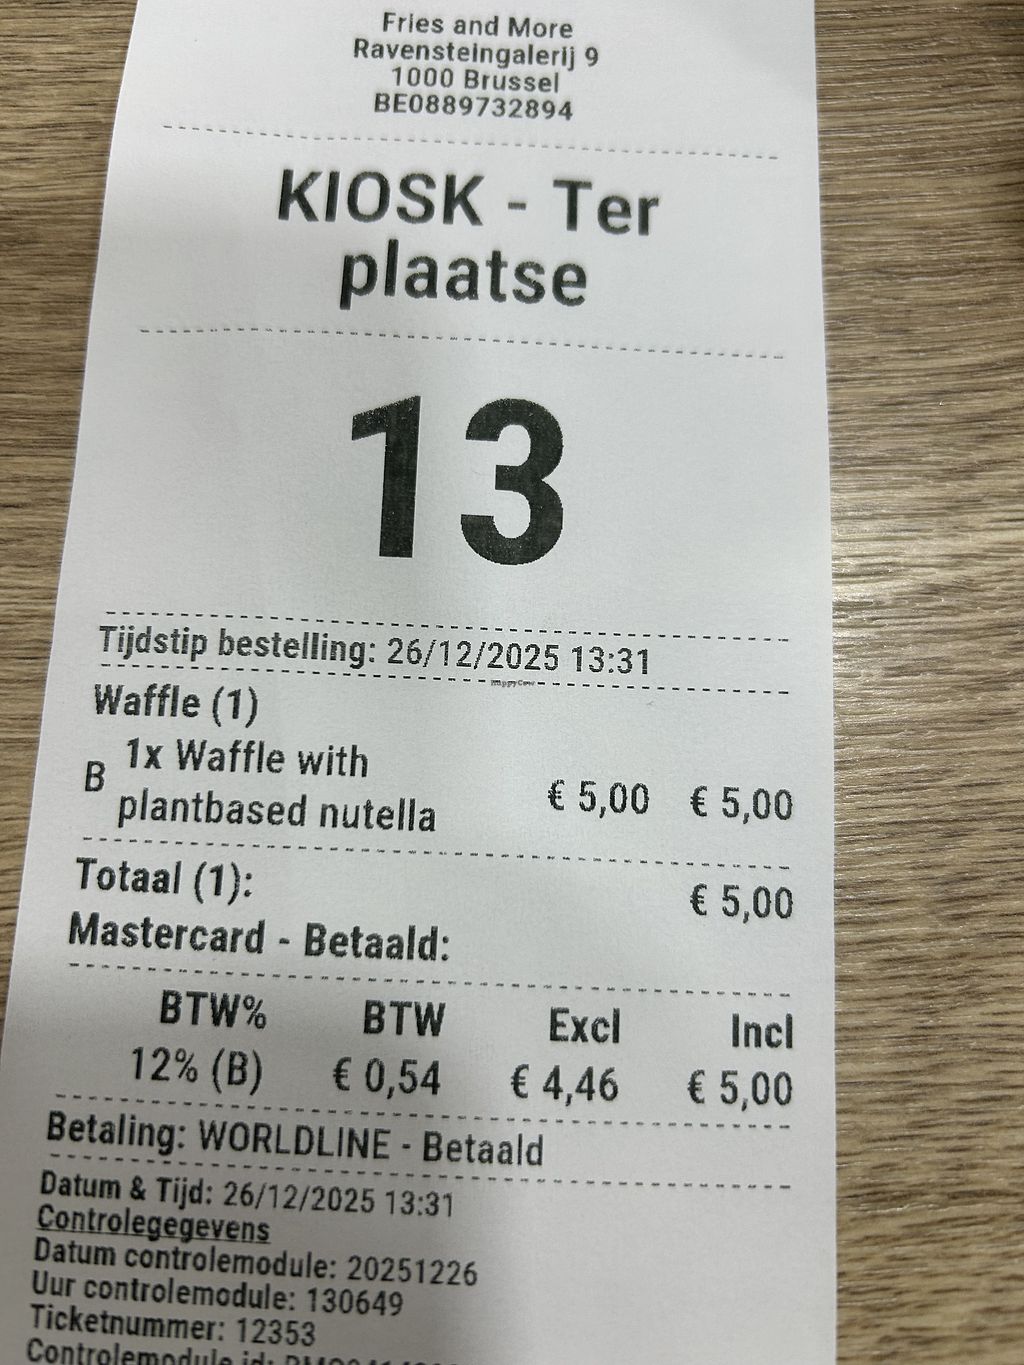 Fries and More
Ravensteingalerij 9
1000 Brussel
BE0889732894
KIOSK - Ter
plaatse
13
Tijdstip bestelling: 26/12/2025 13:31
HappyCow
Waffle (1)
B 1x Waffle with plantbased nutella € 5,00 € 5,00
Totaal (1): € 5,00
Mastercard - Betaald:
BTW% BTW Excl Incl
12% (B) € 0,54 € 4,46 € 5,00
Betaling: WORLDLINE - Betaald
Datum & Tijd: 26/12/2025 13:31
Controlegegevens
Datum controlemodule: 20251226
Uur controlemodule: 130649
Ticketnummer: 12353
Controlemodule id: